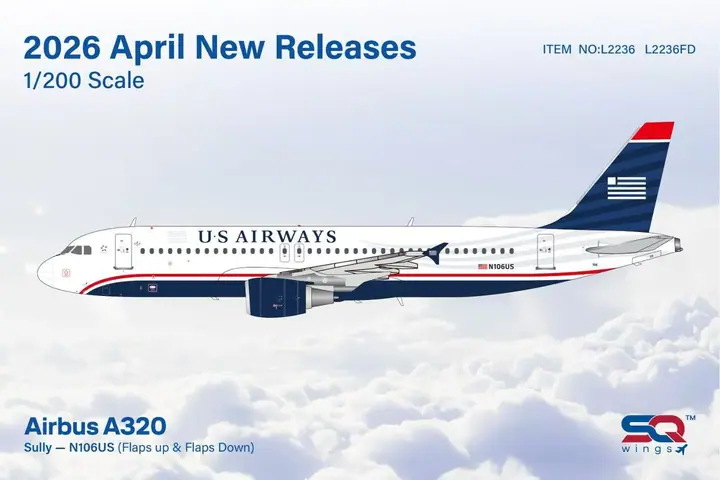 2026 April New Releases
1/200 Scale
ITEM NO:L2236 L2236FD
U·S AIRWAYS
N106US
Airbus A320
Sully — N106US (Flaps up & Flaps Down)
SQ™
wings